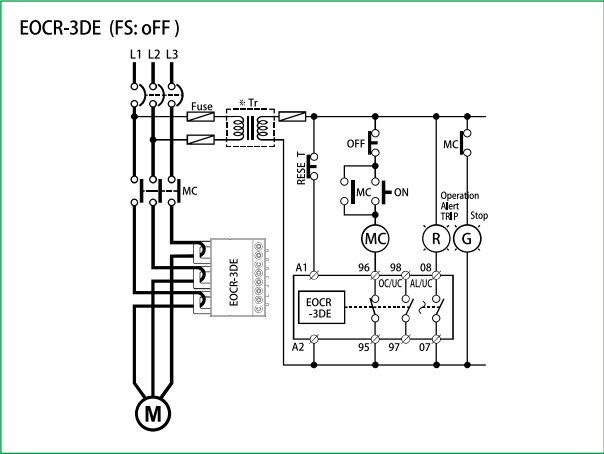 EOCR-3DE (FS: oFF )
L1 L2 L3
Fuse
※ Tr
RESE T
OFF
MC
MC
ON
MC
Operation
Alert
TRIP
Stop
MC
R
G
EOCR-3DE
A1
96
98
08
OC/UC
AL/UC
EOCR
-3DE
A2
95
97
07
M